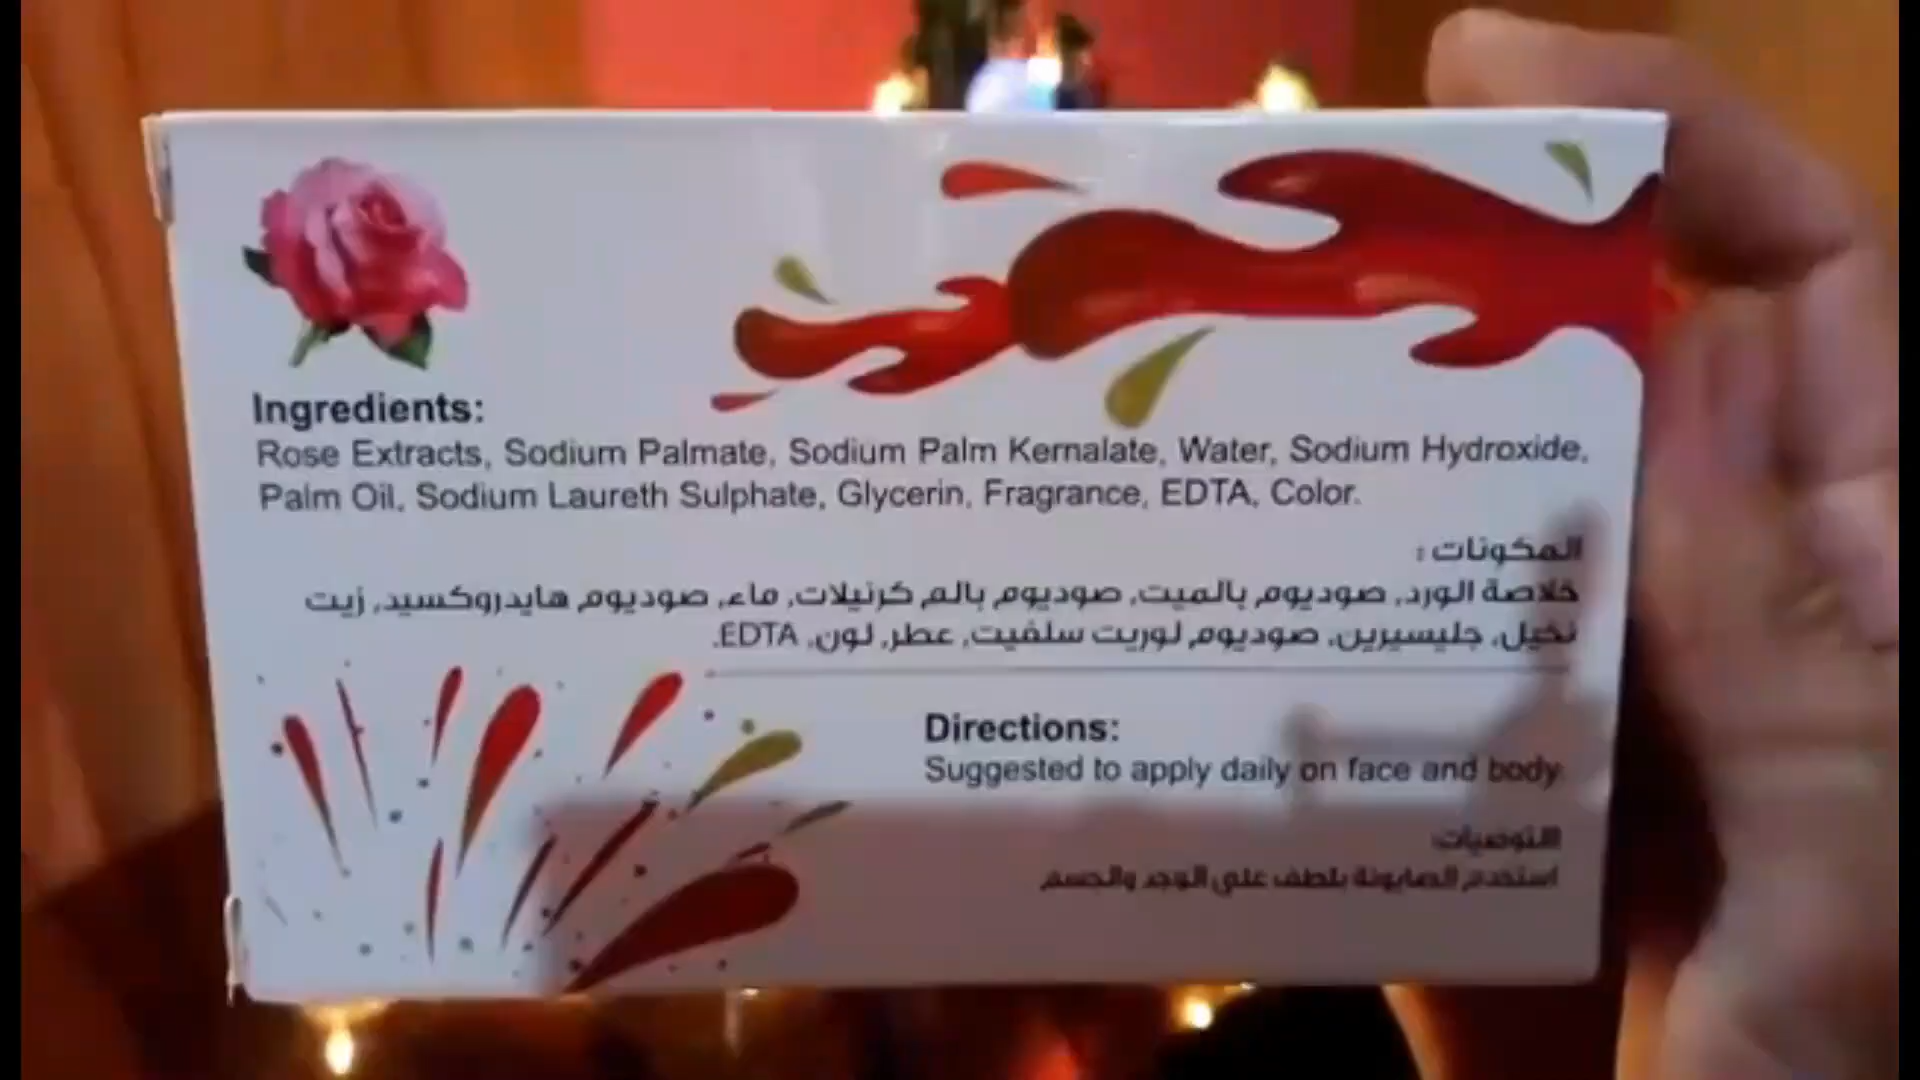 Ingredients:
Rose Extracts, Sodium Palmate, Sodium Palm Kernalate, Water, Sodium Hydroxide,
Palm Oil, Sodium Laureth Sulphate, Glycerin, Fragrance, EDTA, Color.
المكونات :
خلاصة الورد, صوديوم بالميت, صوديوم بالم كرنيلات, ماء, صوديوم هايدروكسيد, زيت
نخيل, جليسيرين, صوديوم لوريت سلفيت, عطر, لون, EDTA.
Directions:
Suggested to apply daily on face and body
التوصيات:
استخدم الصابونة بلطف على الوجه والجسم